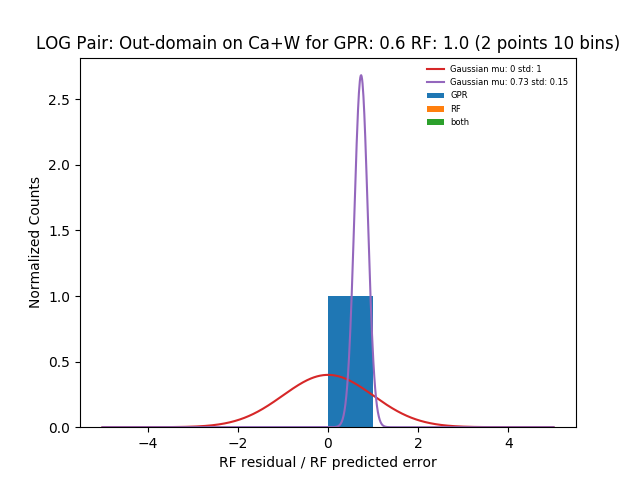 LOG Pair: Out-domain on Ca+W for GPR: 0.6 RF: 1.0 (2 points 10 bins)
Gaussian mu: 0 std: 1
Gaussian mu: 0.73 std: 0.15
GPR
RF
both
Normalized Counts
2.5
2.0
1.5
1.0
0.5
0.0
−4
−2
0
2
4
RF residual / RF predicted error